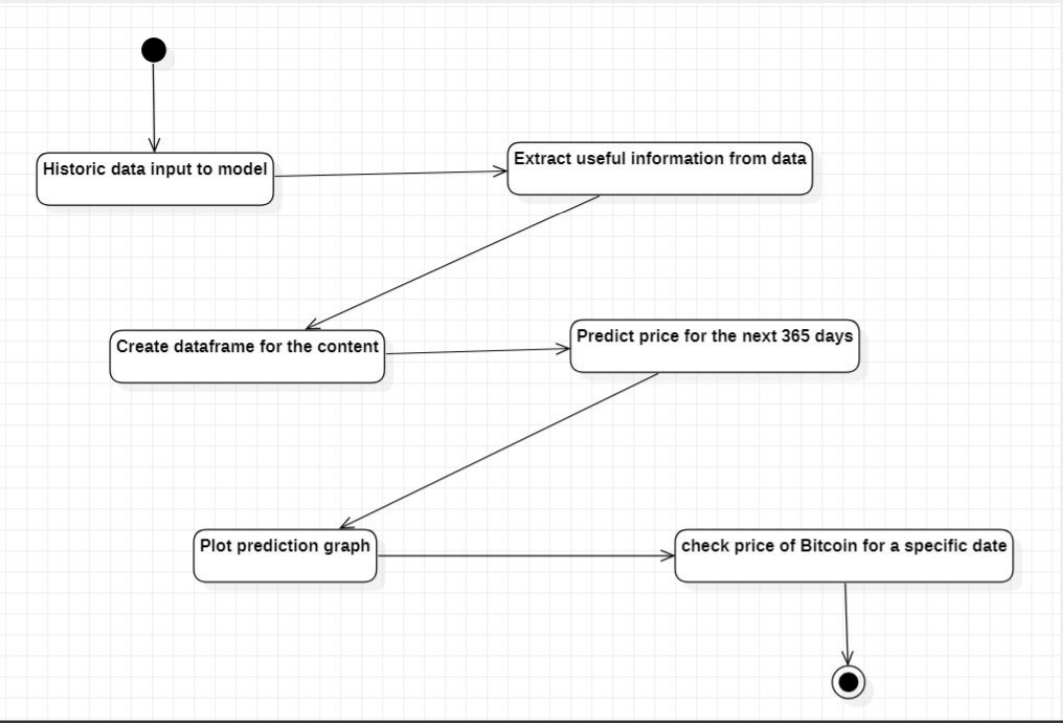 Historic data input to model
Extract useful information from data
Create dataframe for the content
Predict price for the next 365 days
Plot prediction graph
check price of Bitcoin for a specific date